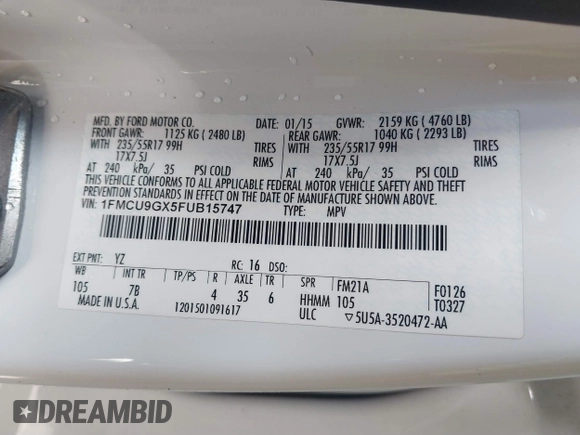 MFD. BY FORD MOTOR CO. DATE: 01/15 GVWR: 2159 KG ( 4760 LB)
FRONT GAWR: 1125 KG ( 2480 LB) REAR GAWR: 1040 KG ( 2293 LB)
WITH 235/55R17 99H TIRES WITH 235/55R17 99H TIRES
17X7.5J RIMS 17X7.5J RIMS
AT 240 kPa/ 35 PSI COLD AT 240 kPa/ 35 PSI COLD
THIS VEHICLE CONFORMS TO ALL APPLICABLE FEDERAL MOTOR VEHICLE SAFETY AND THEFT
PREVENTION STANDARDS IN EFFECT ON THE DATE OF MANUFACTURE SHOWN ABOVE.
VIN: 1FMCU9GX5FUB15747 TYPE: MPV
EXT PNT: YZ RC: 16 DSO:
WB INT TR TP/PS R AXLE TR SPR FM21A F0126
105 7B 4 35 6 HHMM 105 T0327
MADE IN U.S.A. 1201501091617 ULC ▽5U5A-3520472-AA
DREAMBID